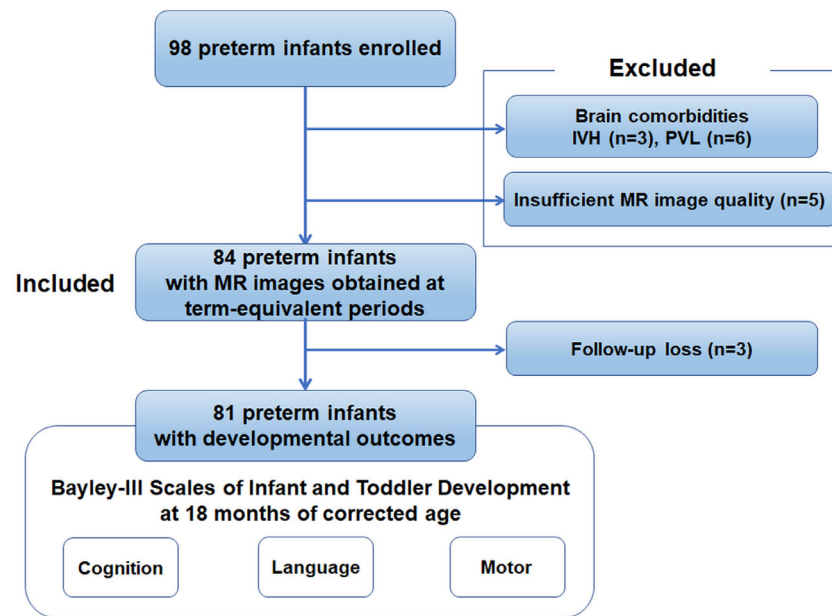 98 preterm infants enrolled
Excluded
Brain comorbidities
IVH (n=3), PVL (n=6)
Insufficient MR image quality (n=5)
Included
84 preterm infants
with MR images obtained at
term-equivalent periods
Follow-up loss (n=3)
81 preterm infants
with developmental outcomes
Bayley-III Scales of Infant and Toddler Development
at 18 months of corrected age
Cognition
Language
Motor